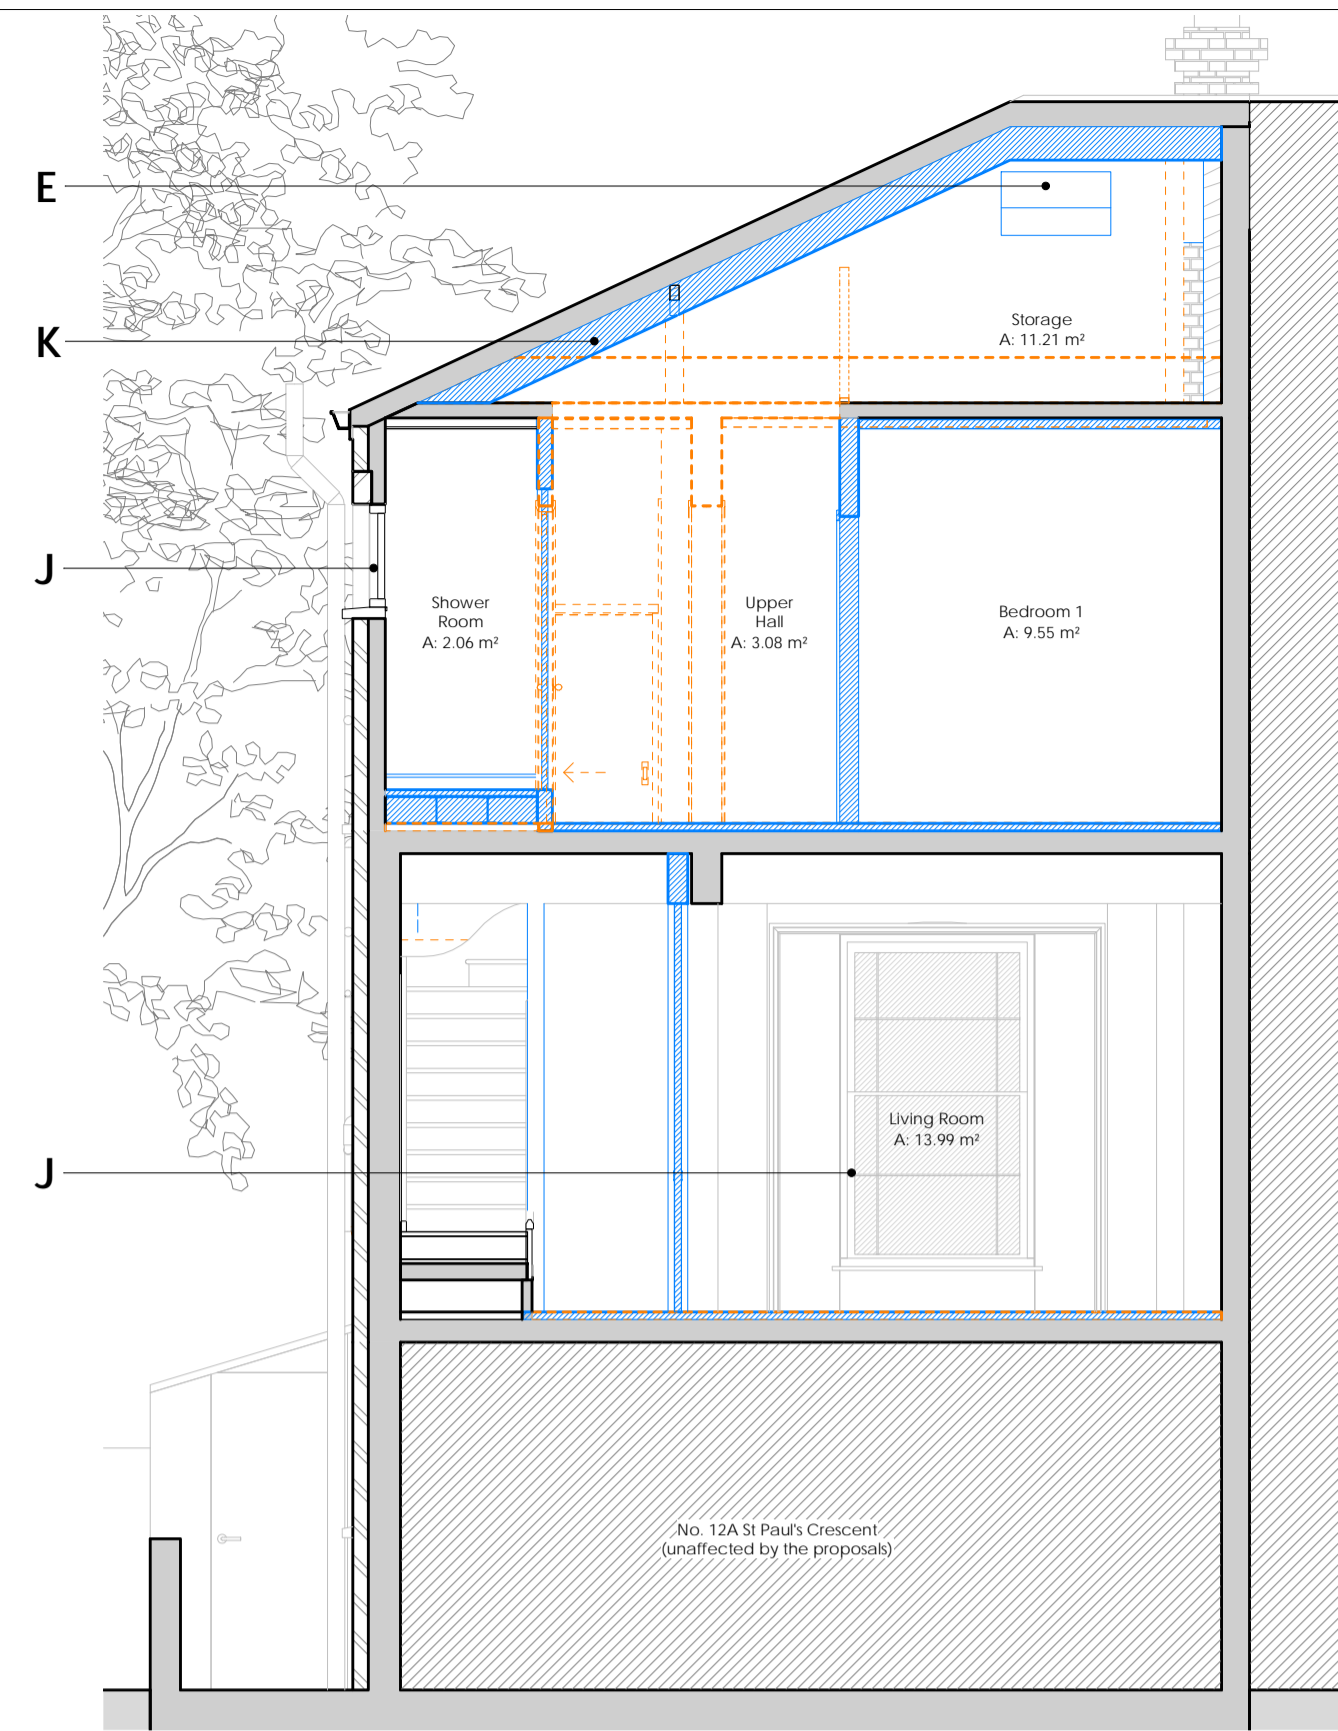 E
Storage
A: 11.21 m²
K
J
Shower
Room
A: 2.06 m²
Upper
Hall
A: 3.08 m²
Bedroom 1
A: 9.55 m²
Living Room
A: 13.99 m²
J
No. 12A St Paul's Crescent
(unaffected by the proposals)